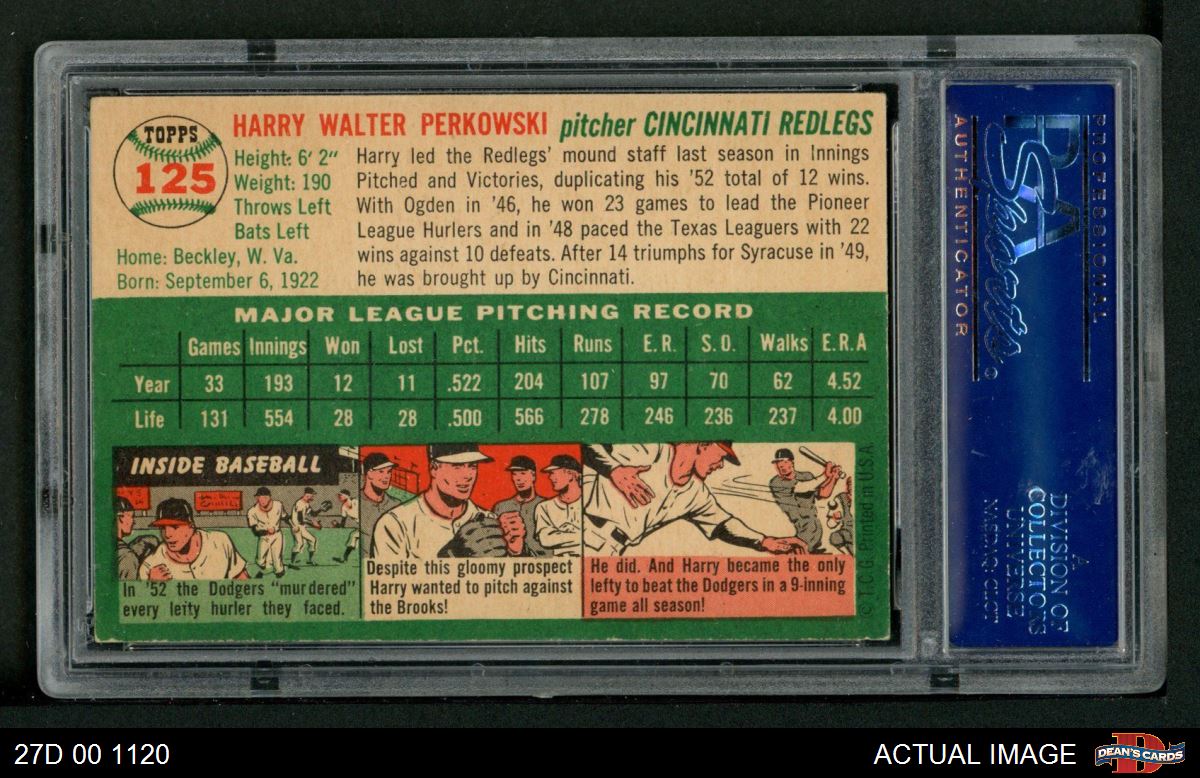 TOPPS
125
HARRY WALTER PERKOWSKI pitcher CINCINNATI REDLEGS
Height: 6' 2"
Weight: 190
Throws Left
Bats Left
Home: Beckley, W. Va.
Born: September 6, 1922
Harry led the Redlegs' mound staff last season in Innings
Pitched and Victories, duplicating his '52 total of 12 wins.
With Ogden in '46, he won 23 games to lead the Pioneer
League Hurlers and in '48 paced the Texas Leaguers with 22
wins against 10 defeats. After 14 triumphs for Syracuse in '49,
he was brought up by Cincinnati.
MAJOR LEAGUE PITCHING RECORD
Games Innings Won Lost Pct. Hits Runs E.R. S.O. Walks E.R.A
Year 33 193 12 11 .522 204 107 97 70 62 4.52
Life 131 554 28 28 .500 566 278 246 236 237 4.00
INSIDE BASEBALL
In '52 the Dodgers "murdered"
every lefty hurler they faced.
Despite this gloomy prospect
Harry wanted to pitch against
the Brooks!
He did. And Harry became the only
lefty to beat the Dodgers in a 9-inning
game all season!
© T.C.G. Printed in U.S.A.
PROFESSIONAL
PSA
Sports
AUTHENTICATOR
A
DIVISION OF
COLLECTORS
UNIVERSE
NASDAQ: CLCT
27D 00 1120
ACTUAL IMAGE
DEAN'S CARDS